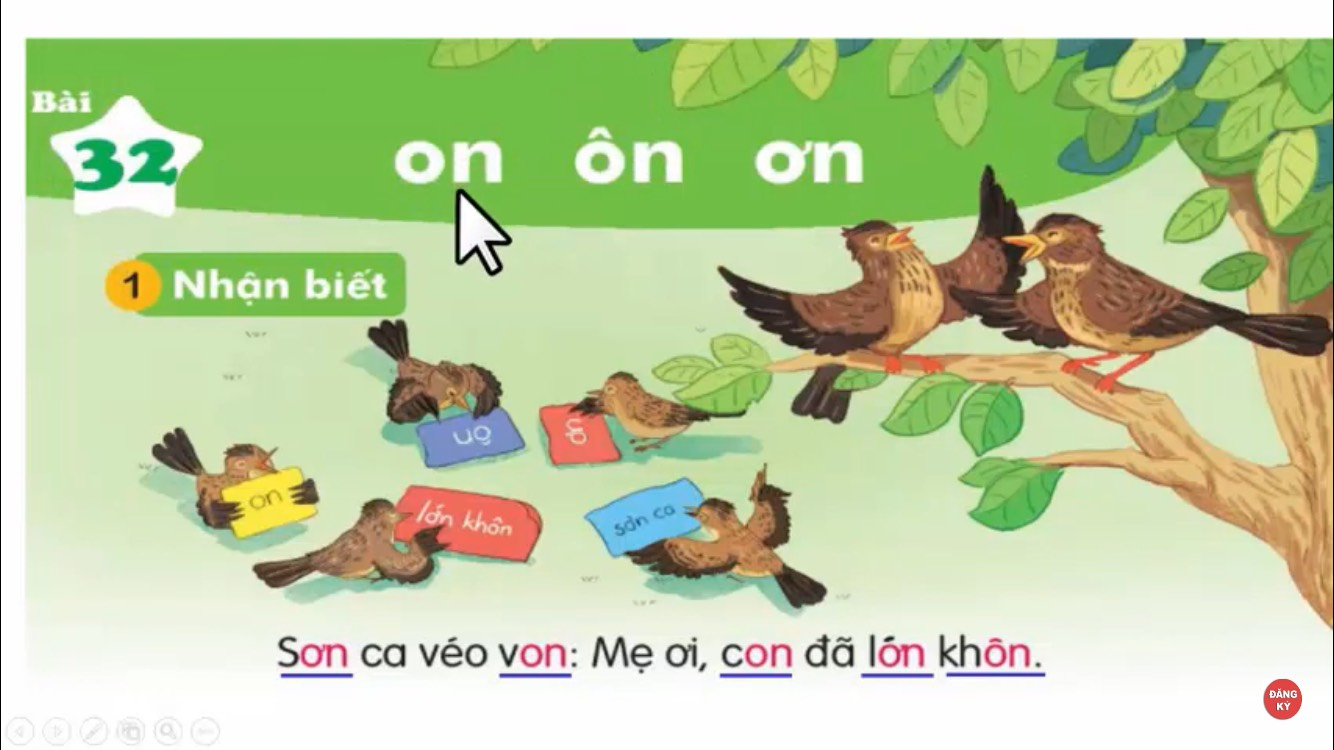 Bài
32
on ôn ơn
1 Nhận biết
on
lớn khôn
sơn ca
Sơn ca véo von: Mẹ ơi, con đã lớn khôn.
ĐĂNG
KÝ